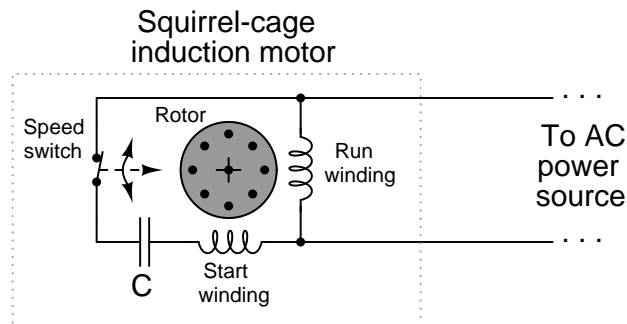 Squirrel-cage
induction motor
Speed
switch
Rotor
Run
winding
C
Start
winding
To AC
power
source
. . .
. . .